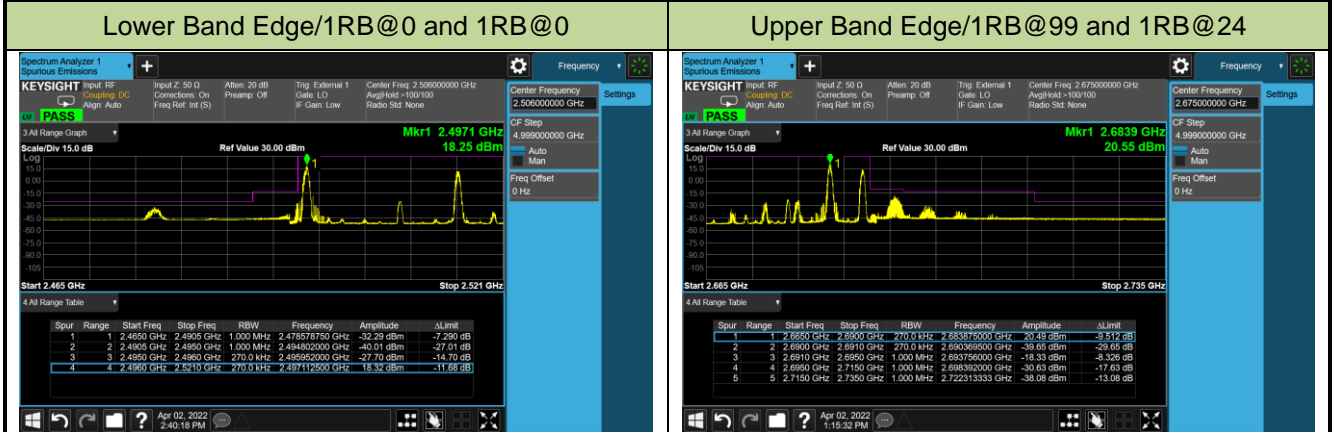 Lower Band Edge/1RB@0 and 1RB@0
Spectrum Analyzer 1
Spurious Emissions
+
Frequency
KEYSIGHT
Input: RF
Coupling: DC
Align: Auto
Input Z: 50 Ω
Corrections: On
Freq Ref: Int (S)
Atten: 20 dB
Preamp: Off
Trig: External 1
Gate: LO
IF Gain: Low
Center Freq: 2.506000000 GHz
Avg|Hold:>100/100
Radio Std: None
PASS
Center Frequency
2.506000000 GHz
Settings
CF Step
4.999000000 GHz
Auto
Man
Freq Offset
0 Hz
3 All Range Graph
Mkr1 2.4971 GHz
Scale/Div 15.0 dB
Ref Value 30.00 dBm
18.25 dBm
Log
1
15.0
0.00
-15.0
-30.0
-45.0
-60.0
-75.0
-90.0
-105
Start 2.465 GHz
Stop 2.521 GHz
4 All Range Table
Spur Range Start Freq Stop Freq RBW Frequency Amplitude ΔLimit
1 1 2.4650 GHz 2.4905 GHz 1.000 MHz 2.478578750 GHz -32.29 dBm -7.290 dB
2 2 2.4905 GHz 2.4950 GHz 1.000 MHz 2.494802000 GHz -40.01 dBm -27.01 dB
3 3 2.4950 GHz 2.4960 GHz 270.0 kHz 2.495952000 GHz -27.70 dBm -14.70 dB
4 4 2.4960 GHz 2.5210 GHz 270.0 kHz 2.497112500 GHz 18.32 dBm -11.68 dB
?
Apr 02, 2022
2:40:18 PM
Upper Band Edge/1RB@99 and 1RB@24
Spectrum Analyzer 1
Spurious Emissions
+
Frequency
KEYSIGHT
Input: RF
Coupling: DC
Align: Auto
Input Z: 50 Ω
Corrections: On
Freq Ref: Int (S)
Atten: 20 dB
Preamp: Off
Trig: External 1
Gate: LO
IF Gain: Low
Center Freq: 2.675000000 GHz
Avg|Hold:>100/100
Radio Std: None
PASS
Center Frequency
2.675000000 GHz
Settings
CF Step
4.999000000 GHz
Auto
Man
Freq Offset
0 Hz
3 All Range Graph
Mkr1 2.6839 GHz
Scale/Div 15.0 dB
Ref Value 30.00 dBm
20.55 dBm
Log
1
15.0
0.00
-15.0
-30.0
-45.0
-60.0
-75.0
-90.0
-105
Start 2.665 GHz
Stop 2.735 GHz
4 All Range Table
Spur Range Start Freq Stop Freq RBW Frequency Amplitude ΔLimit
1 1 2.6650 GHz 2.6900 GHz 270.0 kHz 2.683875000 GHz 20.49 dBm -9.512 dB
2 2 2.6900 GHz 2.6910 GHz 270.0 kHz 2.690369500 GHz -39.65 dBm -29.65 dB
3 3 2.6910 GHz 2.6950 GHz 1.000 MHz 2.693756000 GHz -18.33 dBm -8.326 dB
4 4 2.6950 GHz 2.7150 GHz 1.000 MHz 2.698392000 GHz -30.63 dBm -17.63 dB
5 5 2.7150 GHz 2.7350 GHz 1.000 MHz 2.722313333 GHz -38.08 dBm -13.08 dB
?
Apr 02, 2022
1:15:32 PM